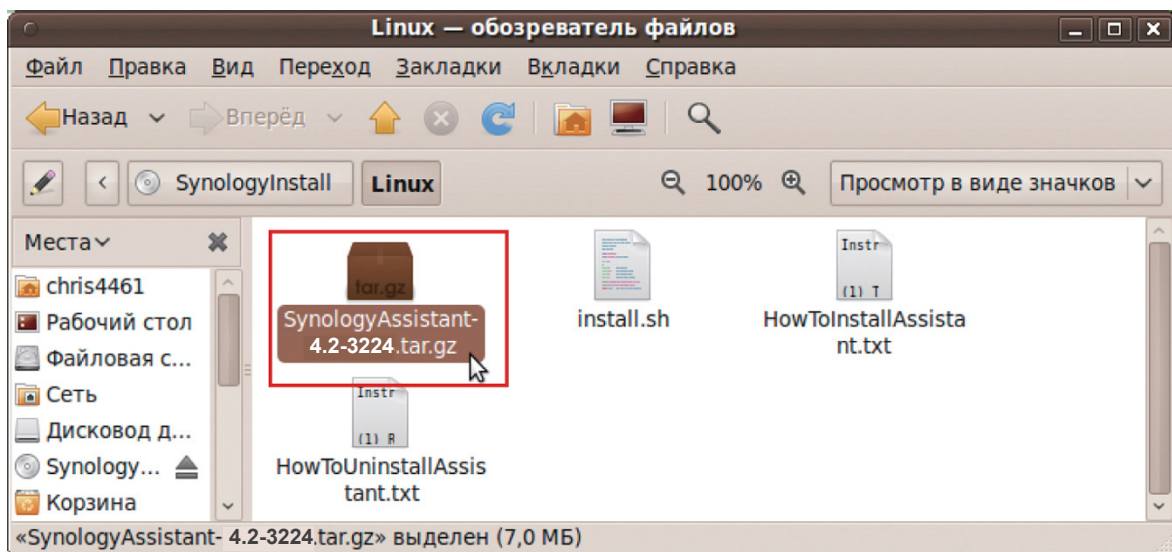 Linux — обозреватель файлов
Файл Правка Вид Переход Закладки Вкладки Справка
Назад Вперёд
SynologyInstall Linux 100% Просмотр в виде значков
Места
chris4461
Рабочий стол
Файловая с...
Сеть
Дисковод д...
Synology...
Корзина
tar.gz
SynologyAssistant-
4.2-3224.tar.gz
install.sh
Instr
(1) T
HowToInstallAssista
nt.txt
Instr
(1) R
HowToUninstallAssis
tant.txt
«SynologyAssistant- 4.2-3224.tar.gz» выделен (7,0 МБ)